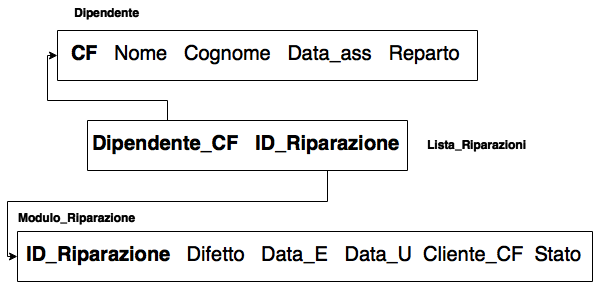 Dipendente
CF Nome Cognome Data_ass Reparto
Dipendente_CF ID_Riparazione
Lista_Riparazioni
Modulo_Riparazione
ID_Riparazione Difetto Data_E Data_U Cliente_CF Stato